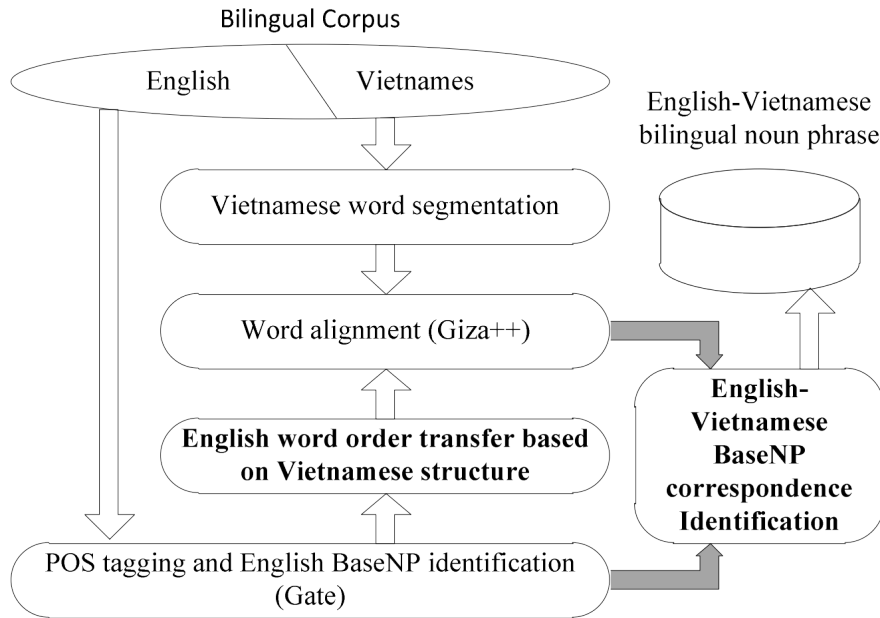 Bilingual Corpus
English
Vietnames
English-Vietnamese
bilingual noun phrase
Vietnamese word segmentation
Word alignment (Giza++)
English word order transfer based
on Vietnamese structure
English-
Vietnamese
BaseNP
correspondence
Identification
POS tagging and English BaseNP identification
(Gate)